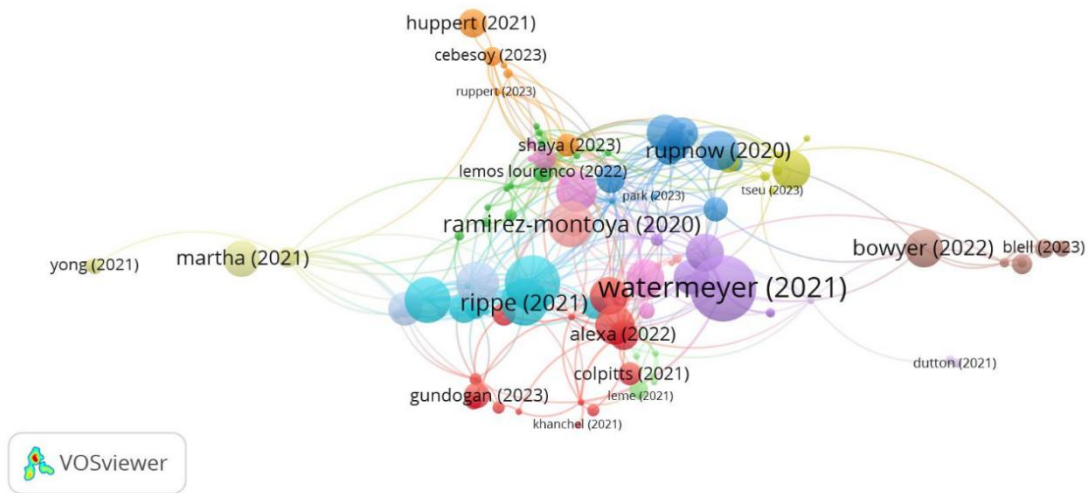 huppert (2021)
cebesoy (2023)
ruppert (2023)
shaya (2023)
rupnow (2020)
lemos lourenco (2022)
tseu (2023)
park (2023)
ramirez-montoya (2020)
bowyer (2022)
blell (2023)
martha (2021)
yong (2021)
watermeyer (2021)
rippe (2021)
alexa (2022)
dutton (2021)
colpitts (2021)
gundogan (2023)
leme (2021)
khanchel (2021)
VOSviewer